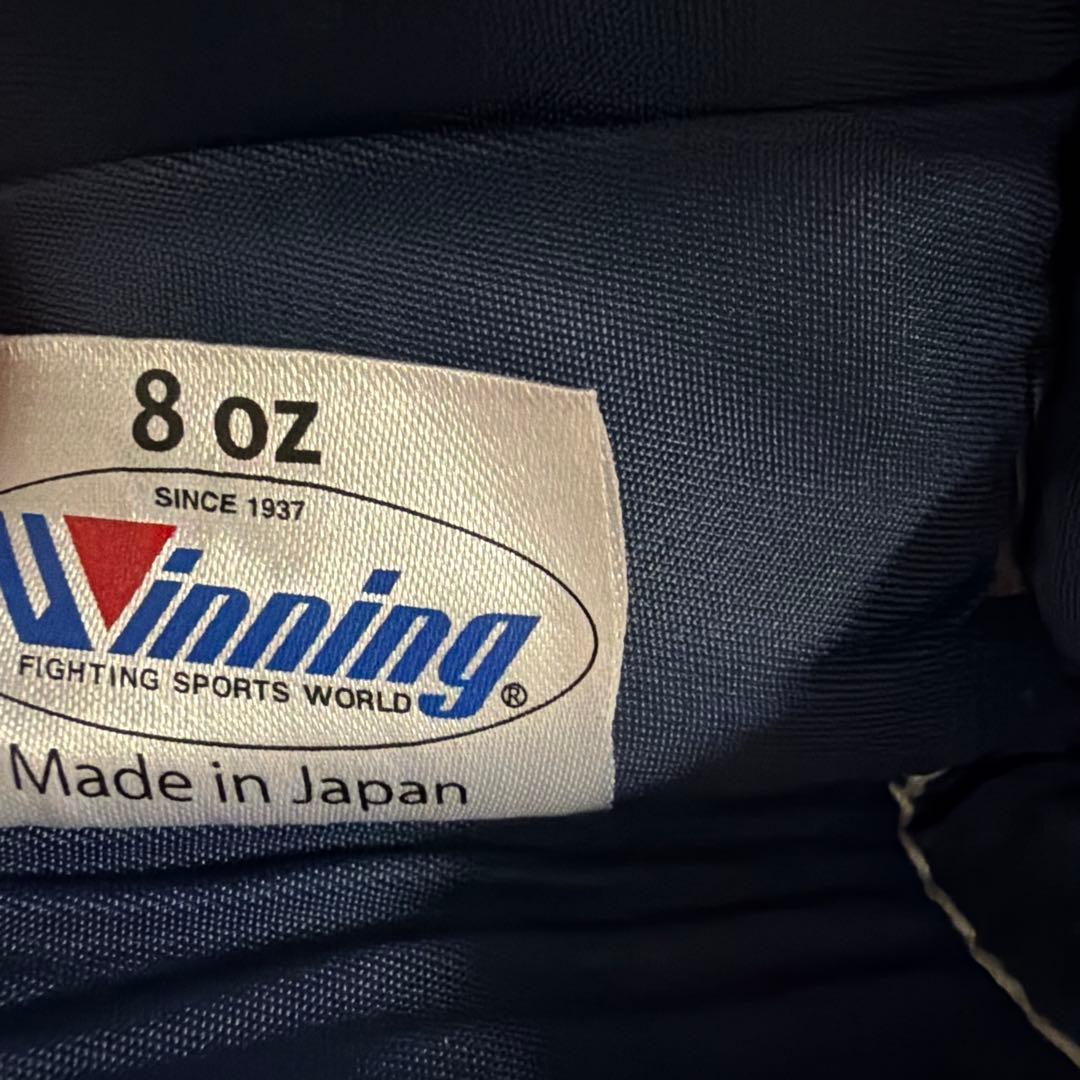 8 oz
SINCE 1937
Winning
FIGHTING SPORTS WORLD ®
Made in Japan